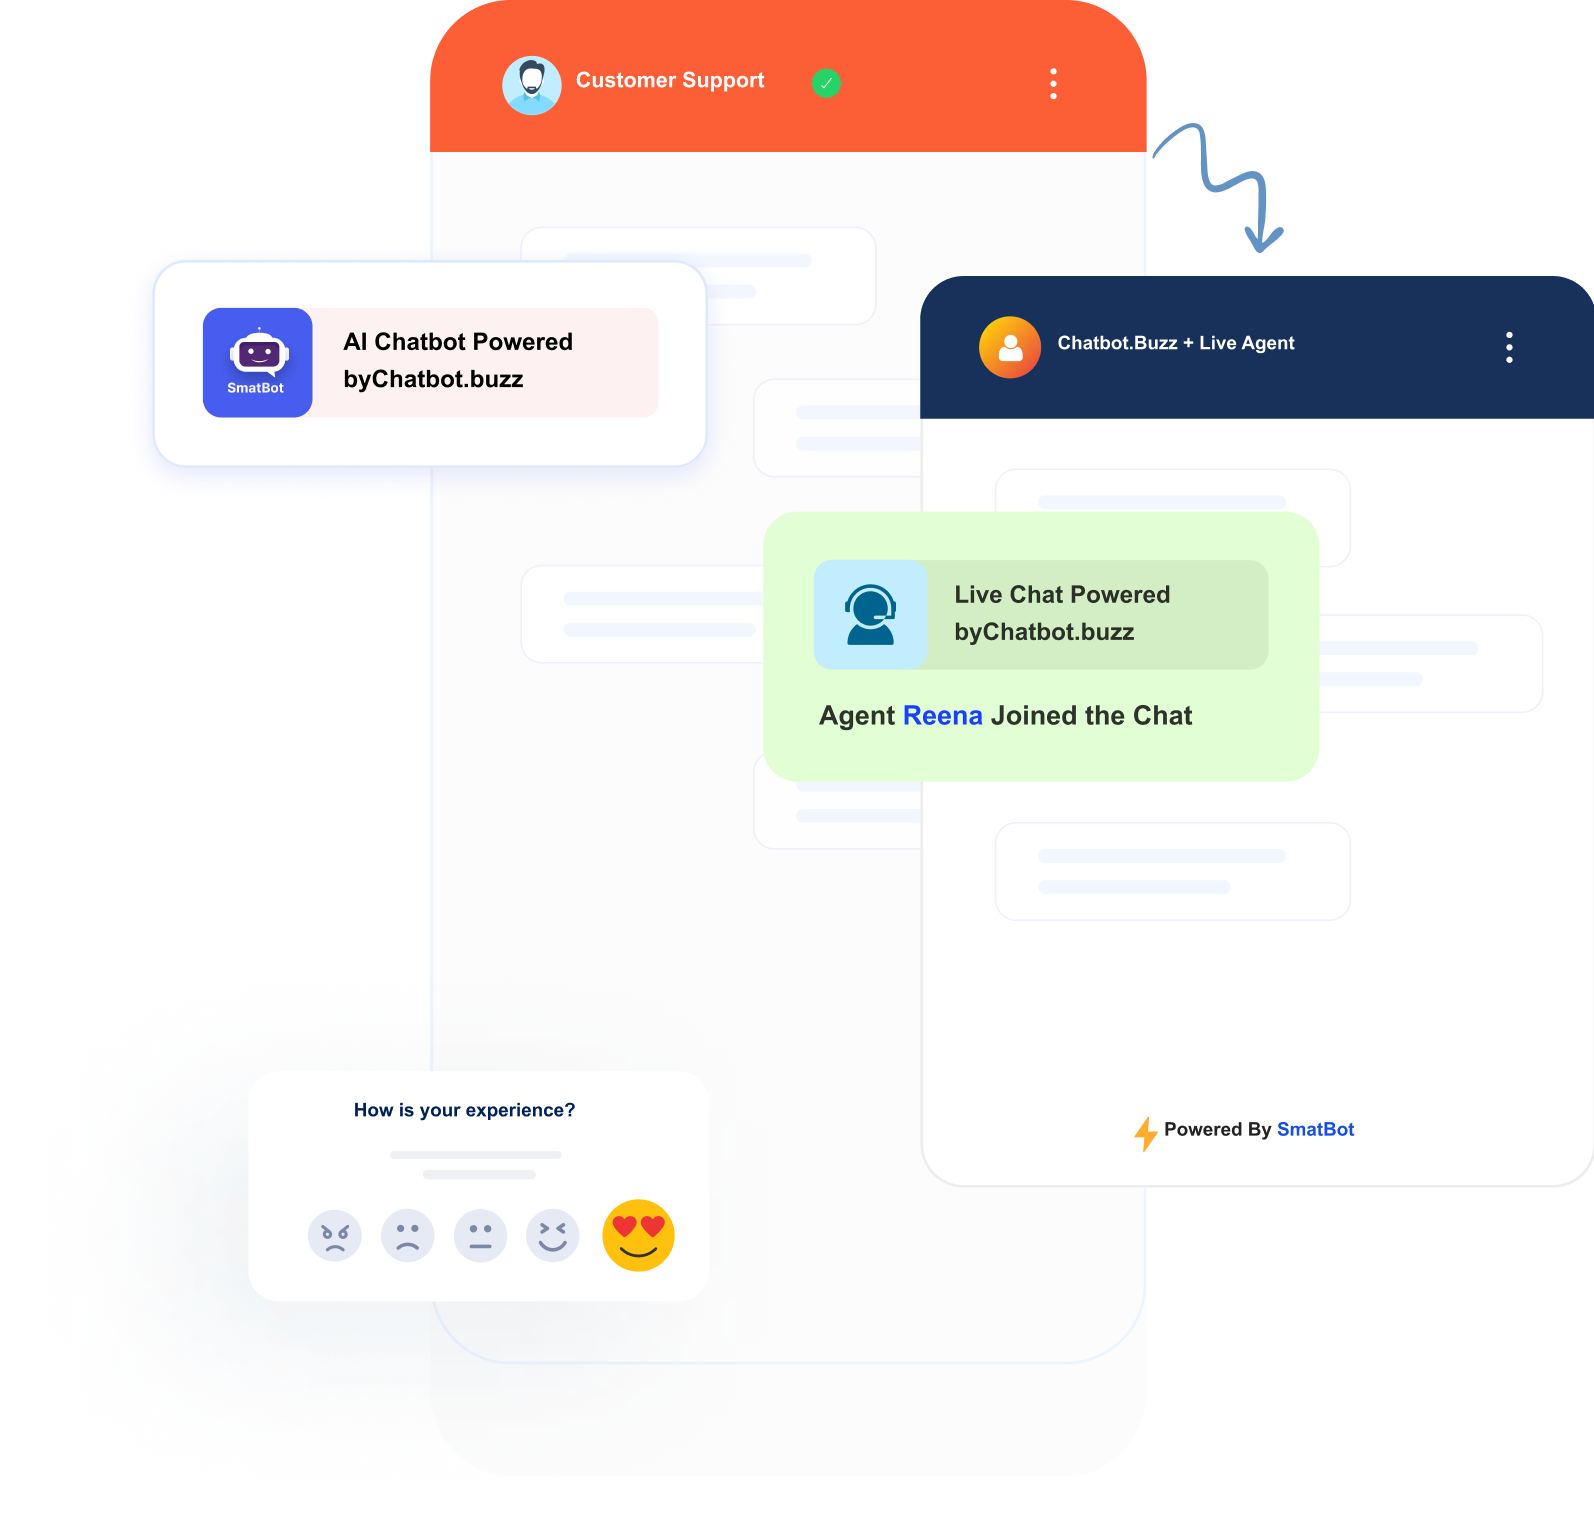 Customer Support
AI Chatbot Powered
byChatbot.buzz
SmatBot
Chatbot.Buzz + Live Agent
Live Chat Powered
byChatbot.buzz
Agent Reena Joined the Chat
How is your experience?
Powered By SmatBot